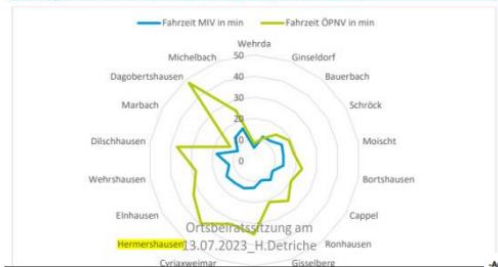 Fahrzeit MIV in min Fahrzeit ÖPNV in min
Wehrda
50
Michelbach Ginseldorf
40
Dagobertshausen Bauerbach
30
Marbach Schröck
20
10
Dilschhausen Moischt
0
Wehrshausen Bortshausen
Elnhausen Cappel
Ortsbeiratssitzung am
Hermershausen 13.07.2023_H.Detriche Ronhausen
Cyriaxweimar Gisselberg